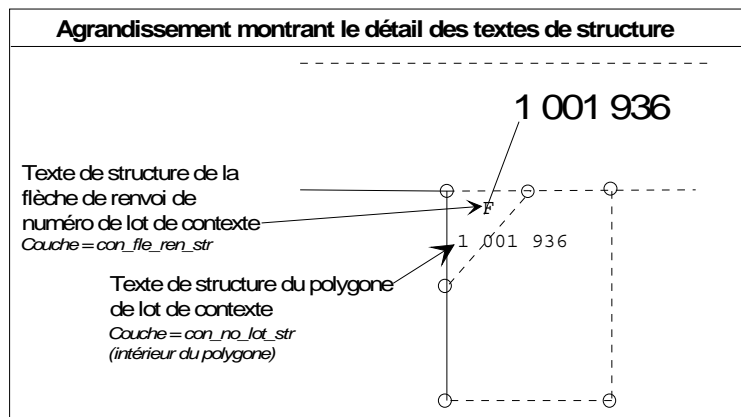 Agrandissement montrant le détail des textes de structure
1 001 936
Texte de structure de la
flèche de renvoi de
numéro de lot de contexte
Couche = con_fle_ren_str
F
1 001 936
Texte de structure du polygone
de lot de contexte
Couche = con_no_lot_str
(intérieur du polygone)